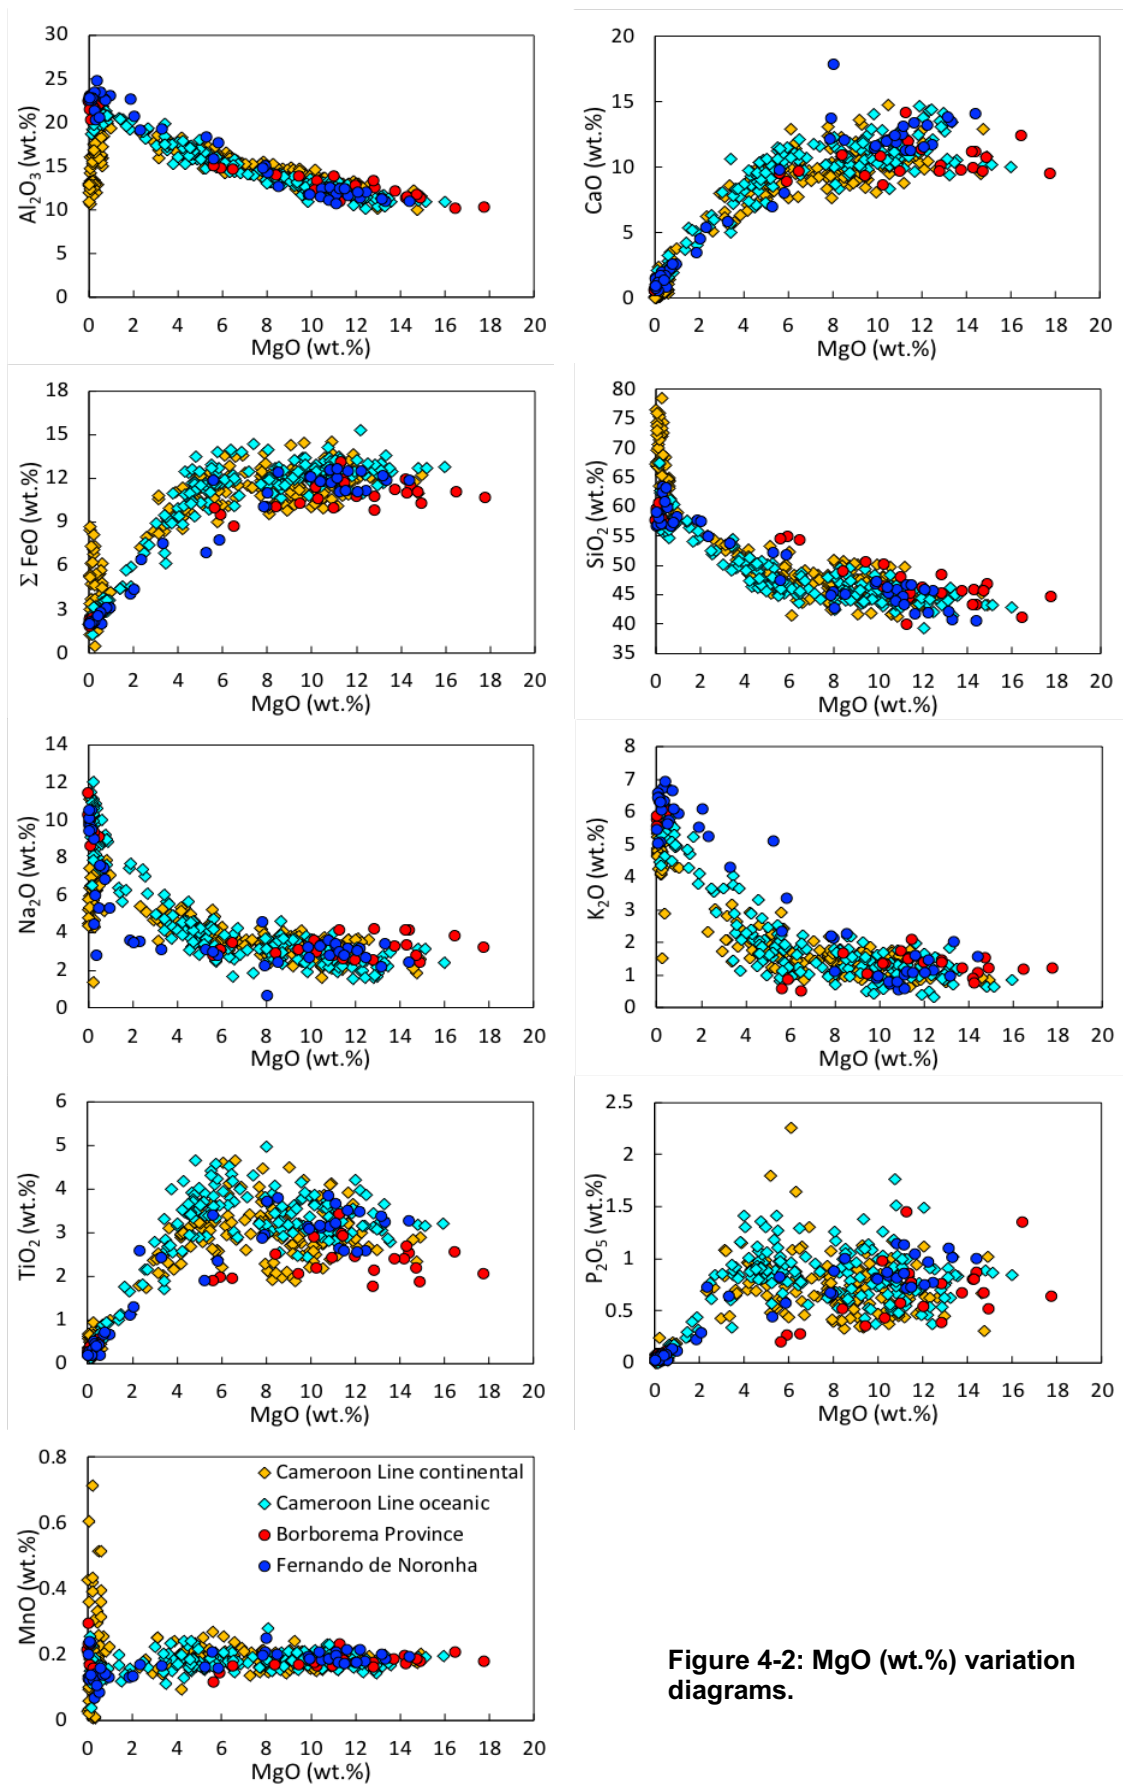 30
25
20
15
10
5
0
Al2O3 (wt.%)
0 2 4 6 8 10 12 14 16 18 20
MgO (wt.%)
20
15
10
5
0
CaO (wt.%)
0 2 4 6 8 10 12 14 16 18 20
MgO (wt.%)
18
15
12
9
6
3
0
Σ FeO (wt.%)
0 2 4 6 8 10 12 14 16 18 20
MgO (wt.%)
80
75
70
65
60
55
50
45
40
35
SiO2 (wt.%)
0 2 4 6 8 10 12 14 16 18 20
MgO (wt.%)
14
12
10
8
6
4
2
0
Na2O (wt.%)
0 2 4 6 8 10 12 14 16 18 20
MgO (wt.%)
8
7
6
5
4
3
2
1
0
K2O (wt.%)
0 2 4 6 8 10 12 14 16 18 20
MgO (wt.%)
6
5
4
3
2
1
0
TiO2 (wt.%)
0 2 4 6 8 10 12 14 16 18 20
MgO (wt.%)
2.5
2
1.5
1
0.5
0
P2O5 (wt.%)
0 2 4 6 8 10 12 14 16 18 20
MgO (wt.%)
0.8
0.6
0.4
0.2
0
MnO (wt.%)
Cameroon Line continental
Cameroon Line oceanic
Borborema Province
Fernando de Noronha
0 2 4 6 8 10 12 14 16 18 20
MgO (wt.%)
Figure 4-2: MgO (wt.%) variation
diagrams.